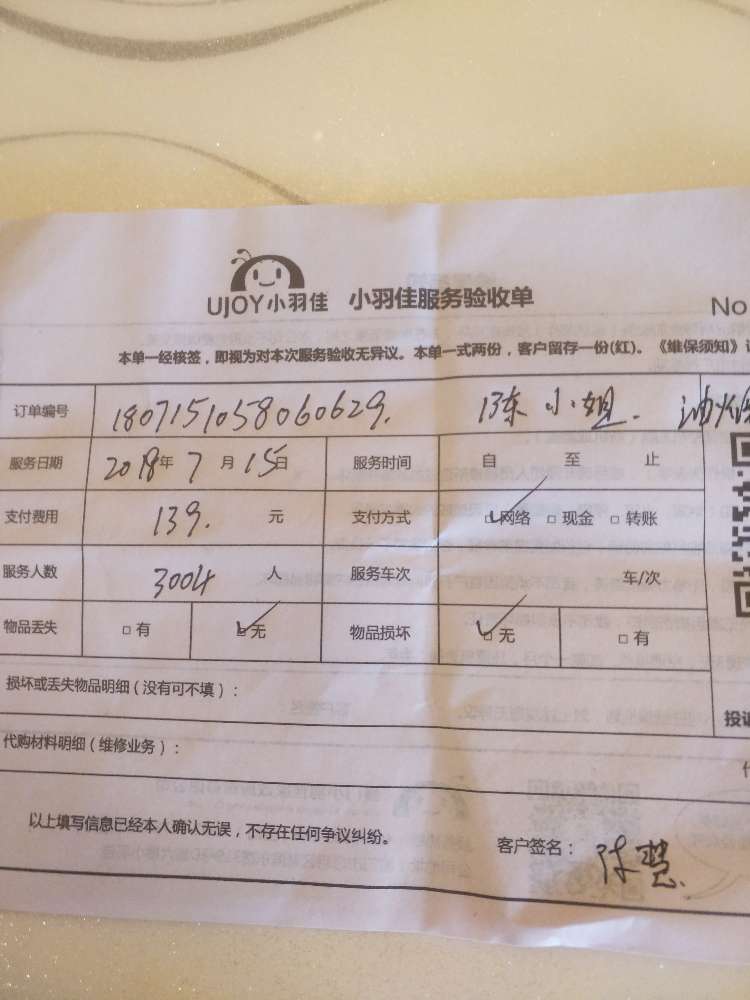 UJOY小羽佳 小羽佳服务验收单
No
本单一经核签，即视为对本次服务验收无异议。本单一式两份，客户留存一份(红)。《维保须知》
订单编号 180715105806062g. 陈小姐. 油烟
服务日期 2018年 7 月 15日 服务时间 自 至 止
支付费用 139. 元 支付方式 ☑网络 □现金 □转账
服务人数 3004 人 服务车次 车/次
物品丢失 □有 ☑无 物品损坏 ☑无 □有
损坏或丢失物品明细（没有可不填）：
投诉
代购材料明细（维修业务）：
以上填写信息已经本人确认无误，不存在任何争议纠纷。 客户签名： 陈慧